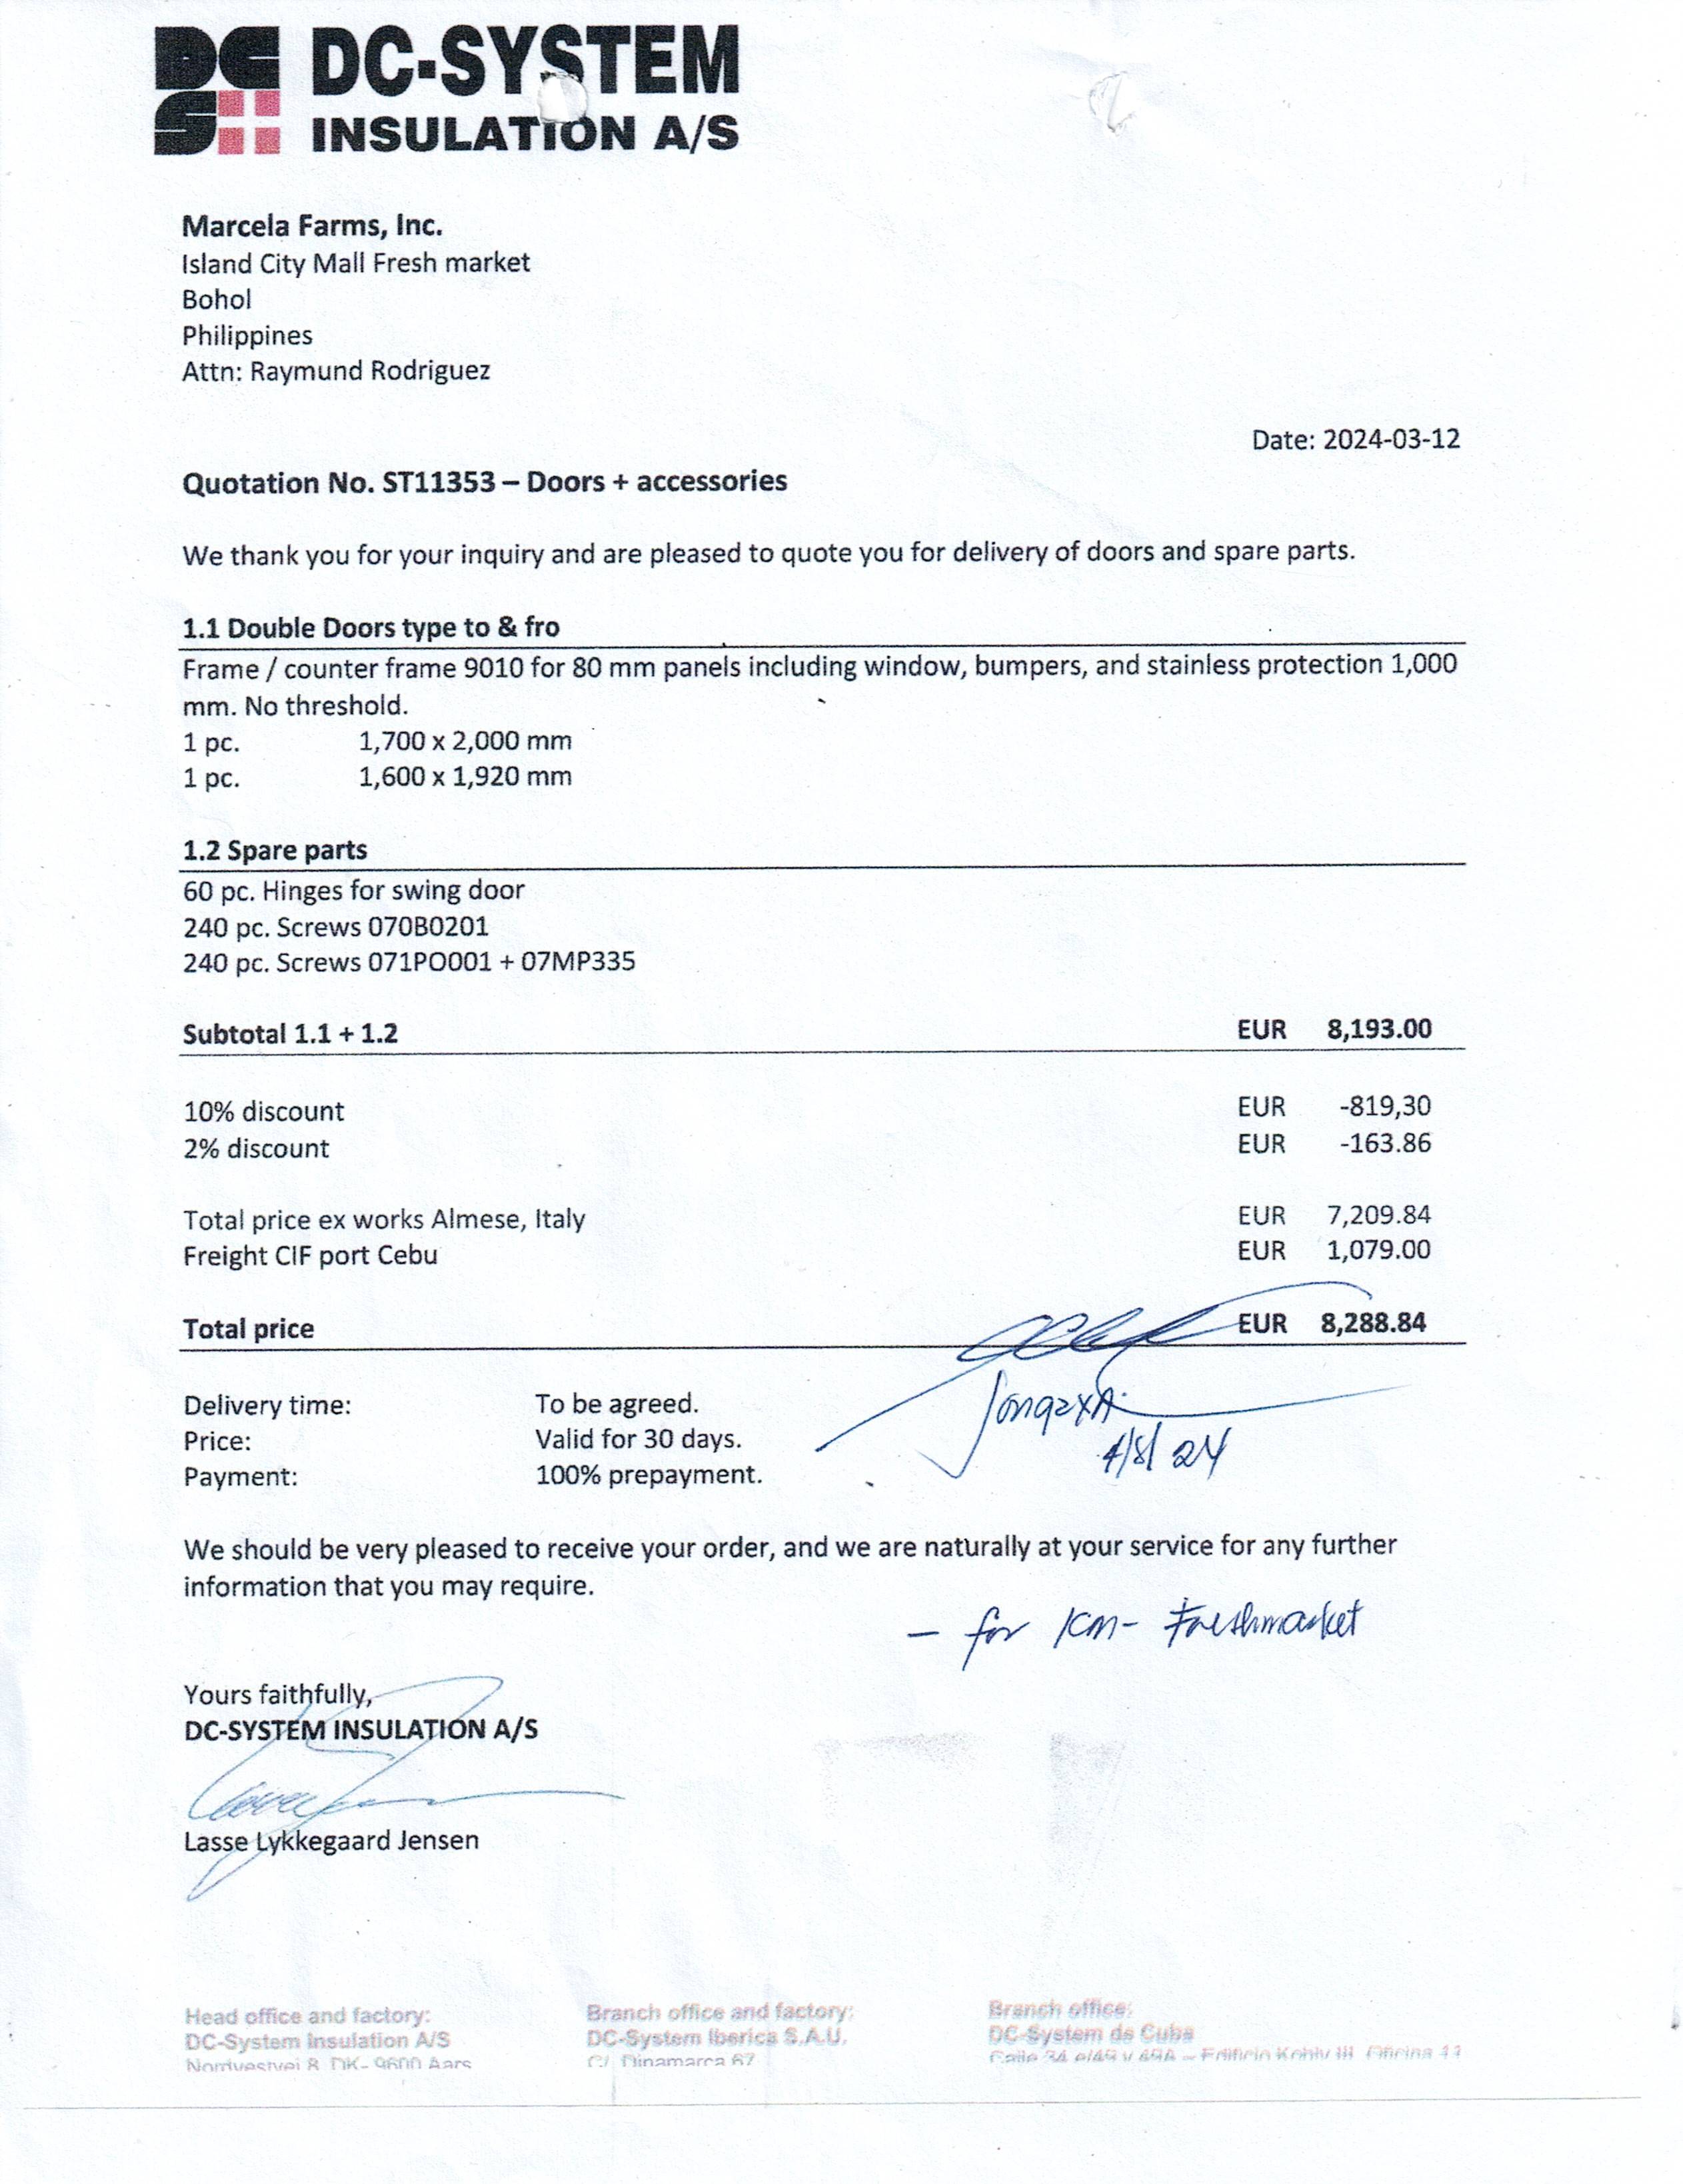 DC-SYSTEM
INSULATION A/S
Marcela Farms, Inc.
Island City Mall Fresh market
Bohol
Philippines
Attn: Raymund Rodriguez
Date: 2024-03-12
Quotation No. ST11353 – Doors + accessories
We thank you for your inquiry and are pleased to quote you for delivery of doors and spare parts.
1.1 Double Doors type to & fro
Frame / counter frame 9010 for 80 mm panels including window, bumpers, and stainless protection 1,000
mm. No threshold.
1 pc. 1,700 x 2,000 mm
1 pc. 1,600 x 1,920 mm
1.2 Spare parts
60 pc. Hinges for swing door
240 pc. Screws 070B0201
240 pc. Screws 071PO001 + 07MP335
Subtotal 1.1 + 1.2 EUR 8,193.00
10% discount EUR -819,30
2% discount EUR -163.86
Total price ex works Almese, Italy EUR 7,209.84
Freight CIF port Cebu EUR 1,079.00
Total price EUR 8,288.84
Delivery time: To be agreed.
Price: Valid for 30 days.
Payment: 100% prepayment.
4/8/24
We should be very pleased to receive your order, and we are naturally at your service for any further
information that you may require.
– for ICM- Freshmarket
Yours faithfully,
DC-SYSTEM INSULATION A/S
Lasse Lykkegaard Jensen
Head office and factory: Branch office and factory: Branch office:
DC-System Insulation A/S DC-System Iberica S.A.U. DC-System de Cuba
Nordvestvej 8 DK- 9600 Aars C/ Dinamarca 67 Calle 34 e/49 y 49A – Edificio Kohly III, Oficina 11